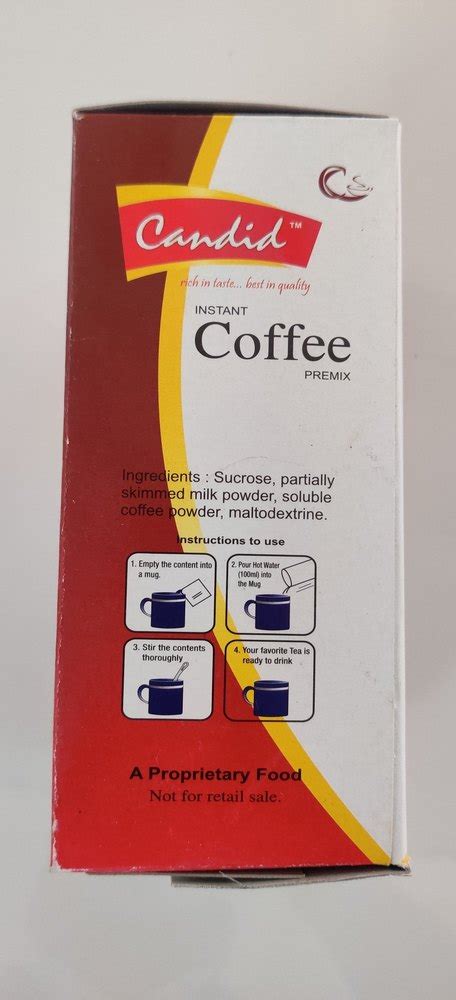 Candid ™
rich in taste... best in quality
INSTANT
Coffee
PREMIX
Ingredients : Sucrose, partially
skimmed milk powder, soluble
coffee powder, maltodextrine.
Instructions to use
1. Empty the content into
a mug.
2. Pour Hot Water
(100ml) into
the Mug
3. Stir the contents
thoroughly
4. Your favorite Tea is
ready to drink
A Proprietary Food
Not for retail sale.